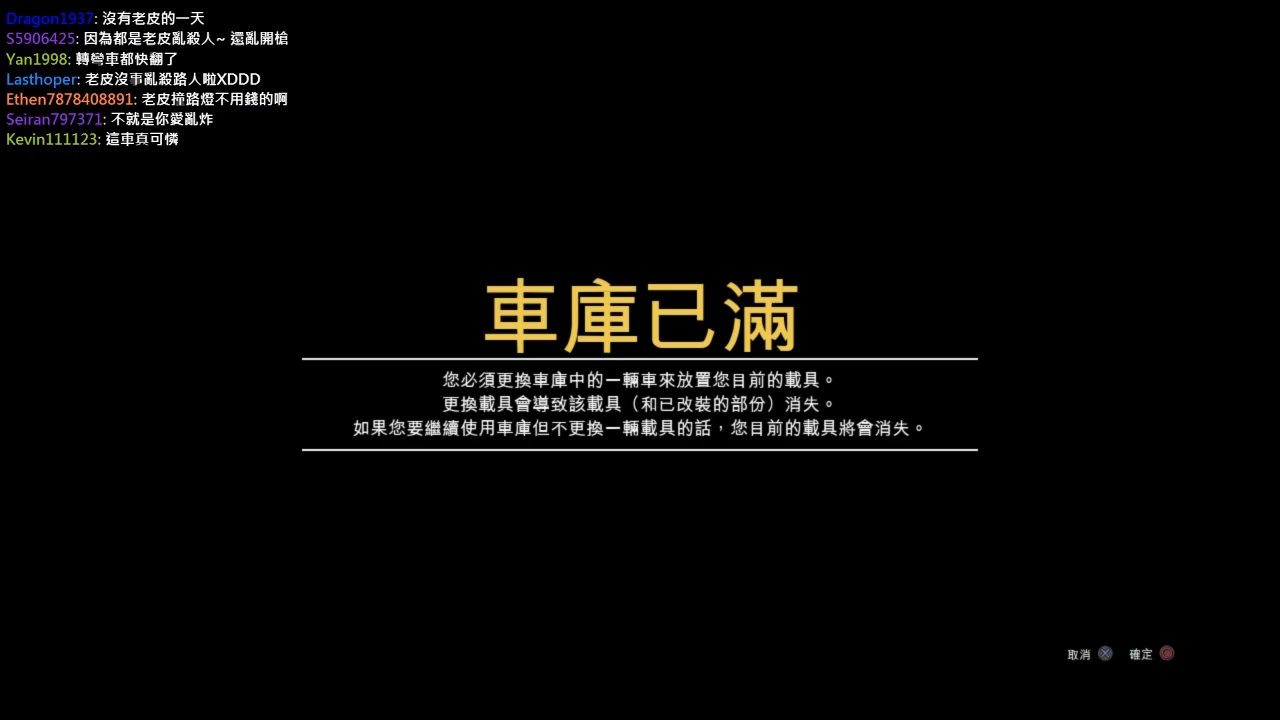 Dragon1937: 沒有老皮的一天
S5906425: 因為都是老皮亂殺人~ 還亂開槍
Yan1998: 轉彎車都快翻了
Lasthoper: 老皮沒事亂殺路人啦XDDD
Ethen7878408891: 老皮撞路燈不用錢的啊
Seiran797371: 不就是你愛亂炸
Kevin111123: 這車真可憐
車庫已滿
您必須更換車庫中的一輛車來放置您目前的載具。
更換載具會導致該載具（和已改裝的部份）消失。
如果您要繼續使用車庫但不更換一輛載具的話，您目前的載具將會消失。
取消 確定